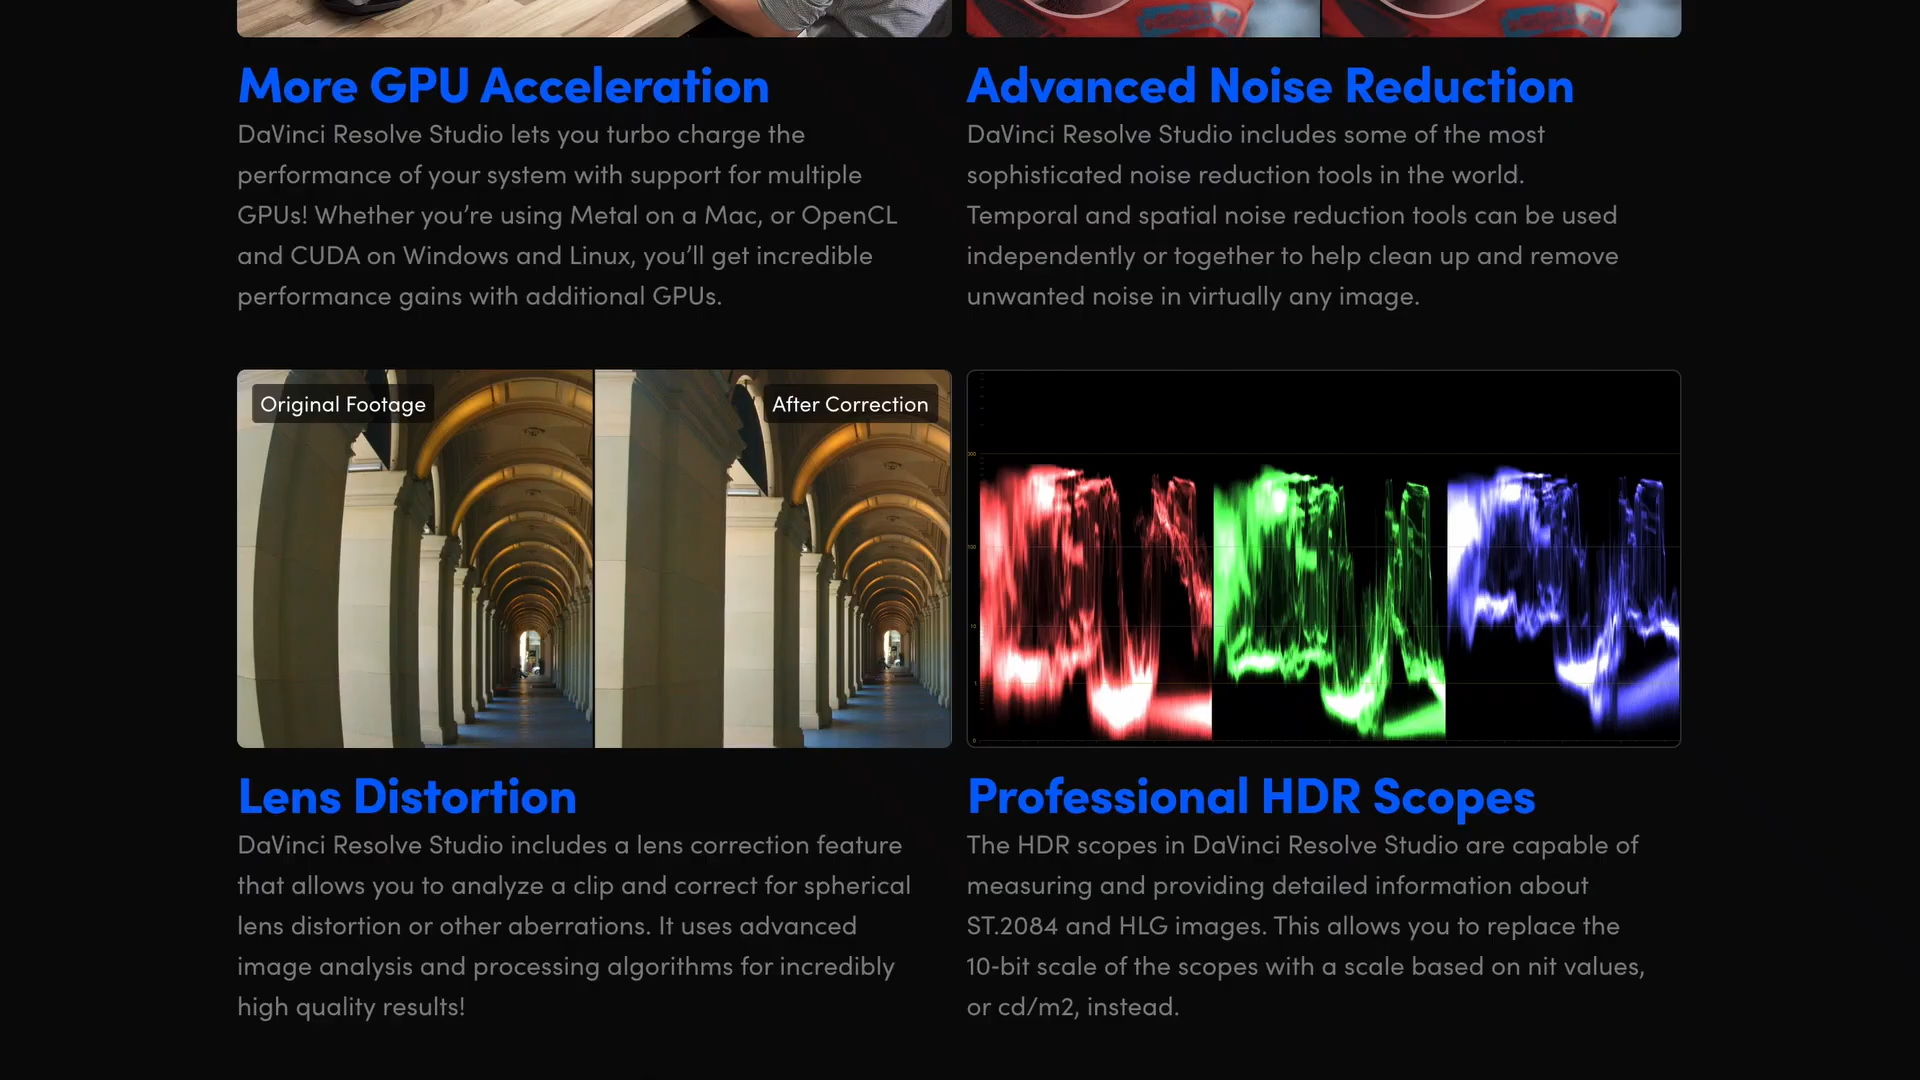 More GPU Acceleration
DaVinci Resolve Studio lets you turbo charge the
performance of your system with support for multiple
GPUs! Whether you’re using Metal on a Mac, or OpenCL
and CUDA on Windows and Linux, you’ll get incredible
performance gains with additional GPUs.
Advanced Noise Reduction
DaVinci Resolve Studio includes some of the most
sophisticated noise reduction tools in the world.
Temporal and spatial noise reduction tools can be used
independently or together to help clean up and remove
unwanted noise in virtually any image.
Original Footage
After Correction
Lens Distortion
DaVinci Resolve Studio includes a lens correction feature
that allows you to analyze a clip and correct for spherical
lens distortion or other aberrations. It uses advanced
image analysis and processing algorithms for incredibly
high quality results!
100
10
1
0
Professional HDR Scopes
The HDR scopes in DaVinci Resolve Studio are capable of
measuring and providing detailed information about
ST.2084 and HLG images. This allows you to replace the
10-bit scale of the scopes with a scale based on nit values,
or cd/m2, instead.